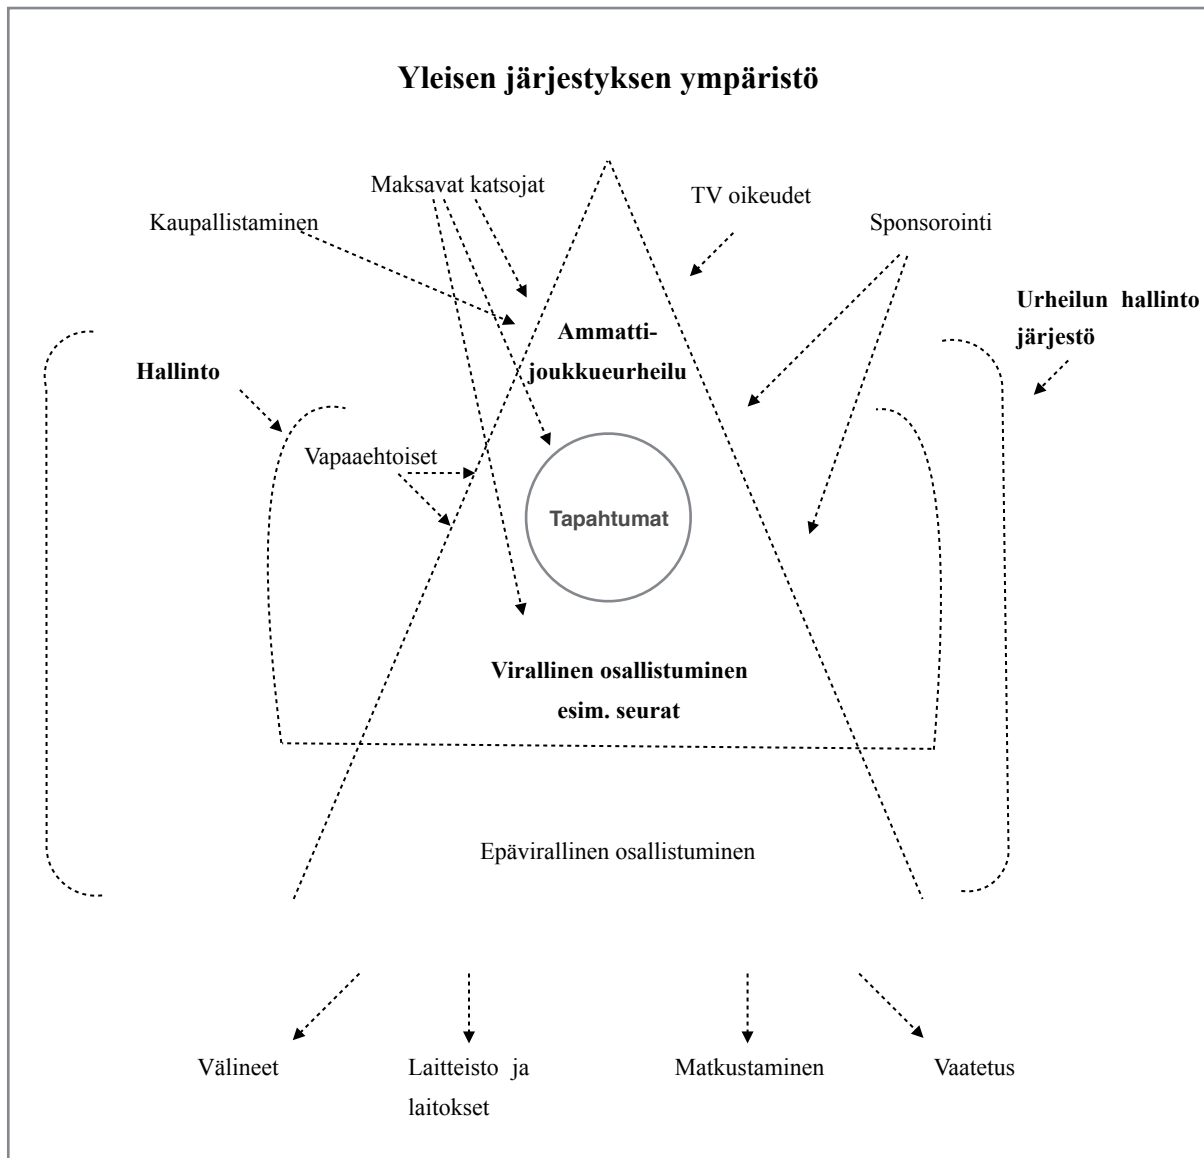 Yleisen järjestyksen ympäristö
Maksavat katsojat
TV oikeudet
Kaupallistaminen
Sponsorointi
Urheilun hallinto
järjestö
Ammatti-
joukkueurheilu
Hallinto
Vapaaehtoiset
Tapahtumat
Virallinen osallistuminen
esim. seurat
Epävirallinen osallistuminen
Välineet
Laitteisto ja
laitokset
Matkustaminen
Vaatetus